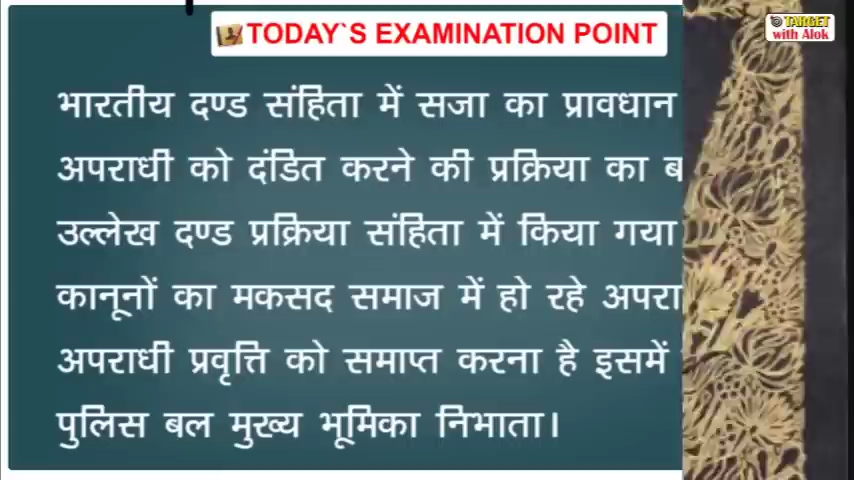 TODAY`S EXAMINATION POINT
TARGET
with Alok
भारतीय दण्ड संहिता में सजा का प्रावधान
अपराधी को दंडित करने की प्रक्रिया का
उल्लेख दण्ड प्रक्रिया संहिता में किया गया
कानूनों का मकसद समाज में हो रहे
अपराधी प्रवृत्ति को समाप्त करना है इसमें
पुलिस बल मुख्य भूमिका निभाता।